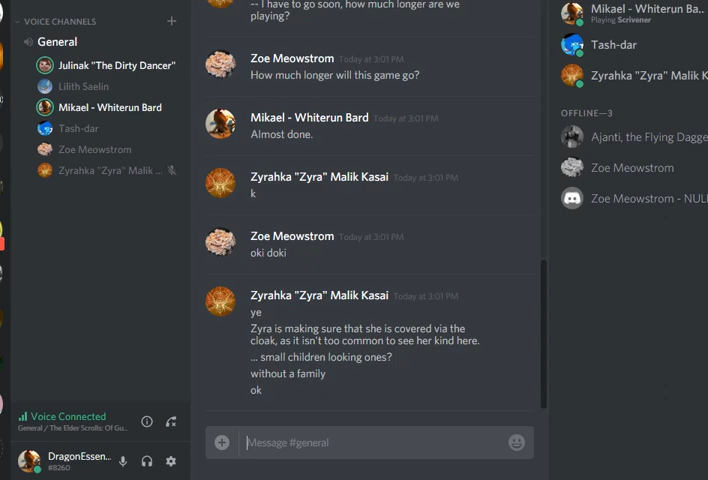 VOICE CHANNELS
General
Julinak "The Dirty Dancer"
Lilith Saelin
Mikael - Whiterun Bard
Tash-dar
Zoe Meowstrom
Zyrahka "Zyra" Malik ...
Voice Connected
General / The Elder Scrolls: Of Gu...
DragonEssen...
#8260
-- I have to go soon, how much longer are we
playing?
Zoe Meowstrom Today at 3:01 PM
How much longer will this game go?
Mikael - Whiterun Bard Today at 3:01 PM
Almost done.
Zyrahka "Zyra" Malik Kasai Today at 3:01 PM
k
Zoe Meowstrom Today at 3:01 PM
oki doki
Zyrahka "Zyra" Malik Kasai Today at 3:01 PM
ye
Zyra is making sure that she is covered via the
cloak, as it isn't too common to see her kind here.
... small children looking ones?
without a family
ok
Message #general
Mikael - Whiterun Ba..
Playing Scrivener
Tash-dar
Zyrahka "Zyra" Malik K
OFFLINE—3
Ajanti, the Flying Dagge
Zoe Meowstrom
Zoe Meowstrom - NUL